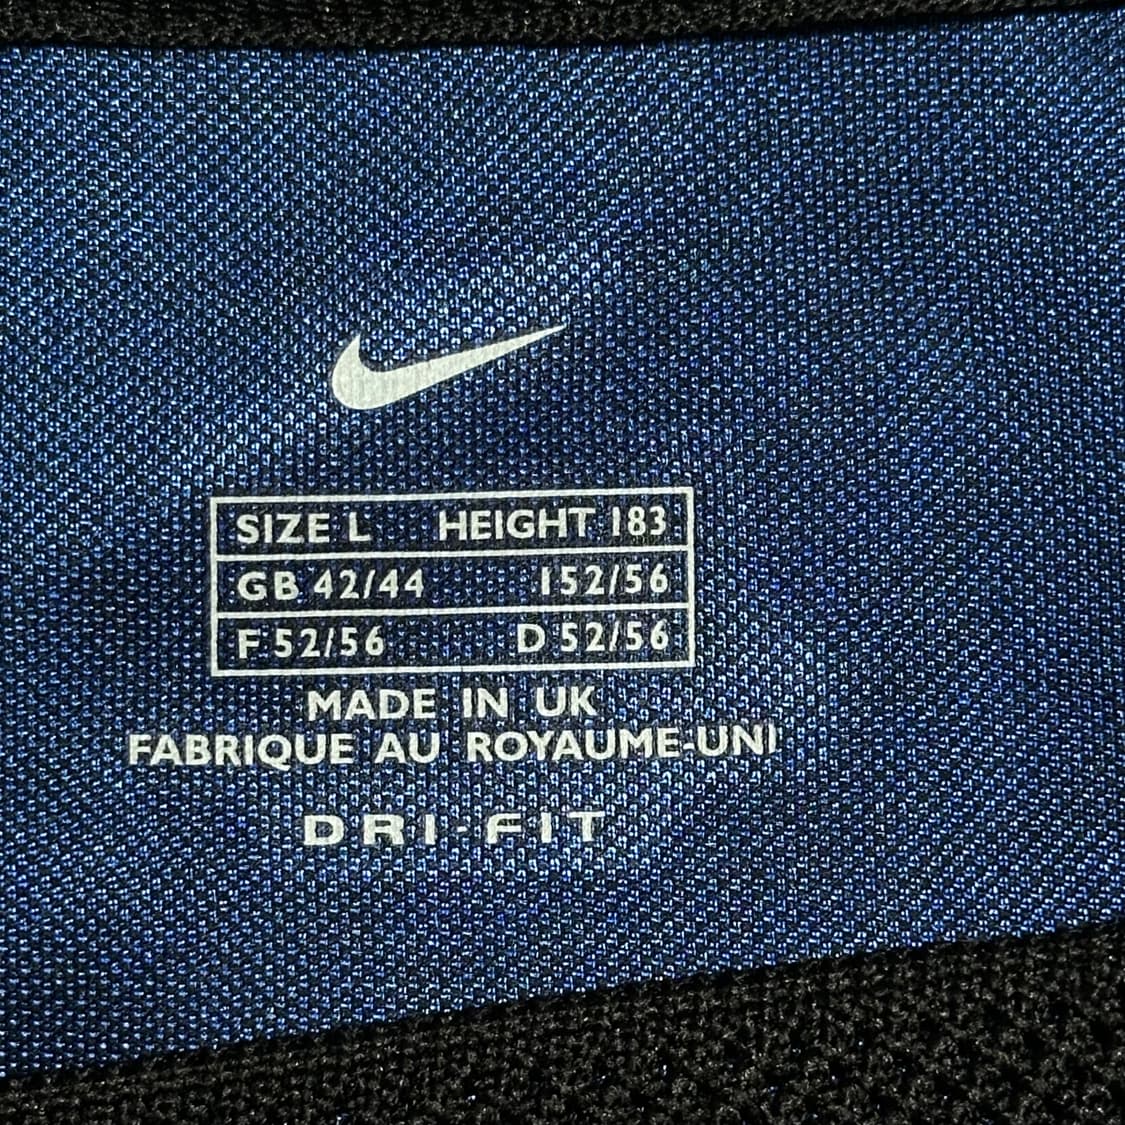 SIZE L HEIGHT 183
GB 42/44 I 52/56
F 52/56 D 52/56
MADE IN UK
FABRIQUE AU ROYAUME-UNI
DRI-FIT